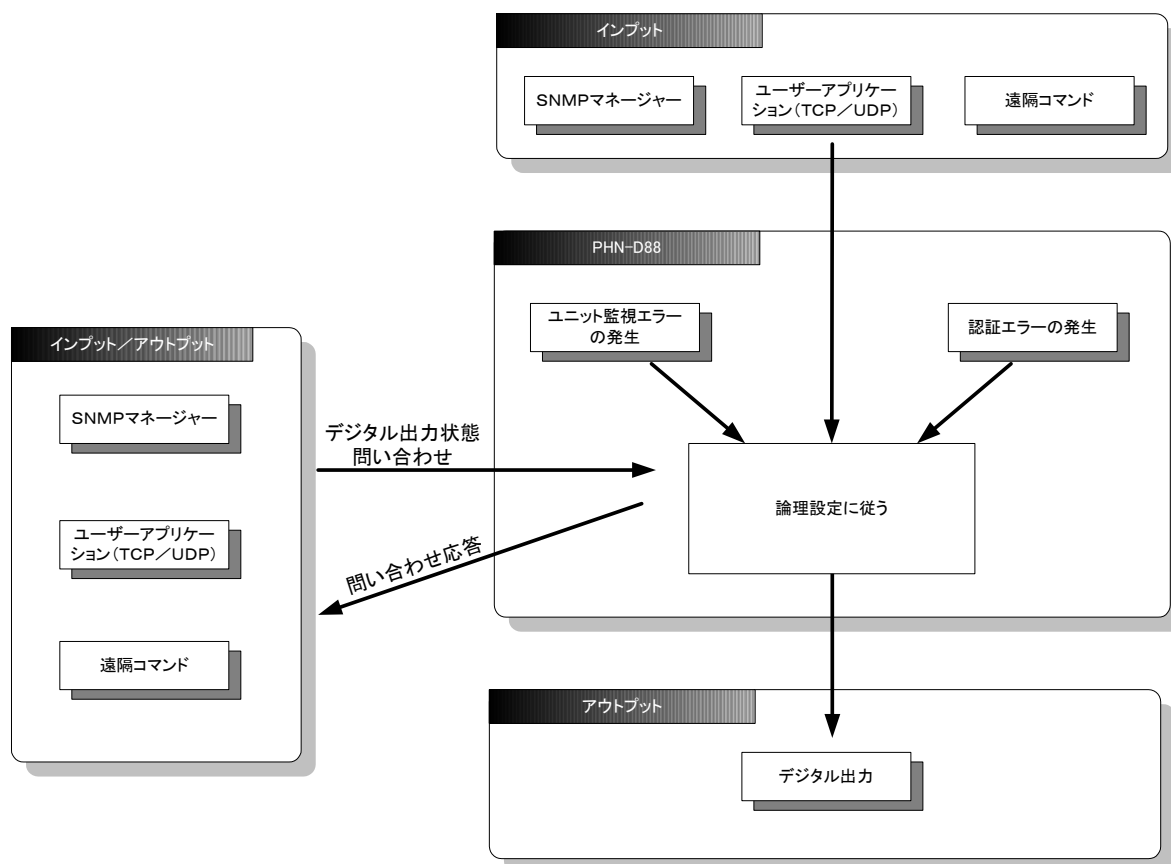 インプット
SNMPマネージャー
ユーザーアプリケー
ション（TCP／UDP）
遠隔コマンド
PHN-D88
ユニット監視エラー
の発生
認証エラーの発生
論理設定に従う
インプット／アウトプット
SNMPマネージャー
ユーザーアプリケー
ション（TCP／UDP）
遠隔コマンド
デジタル出力状態
問い合わせ
問い合わせ応答
アウトプット
デジタル出力